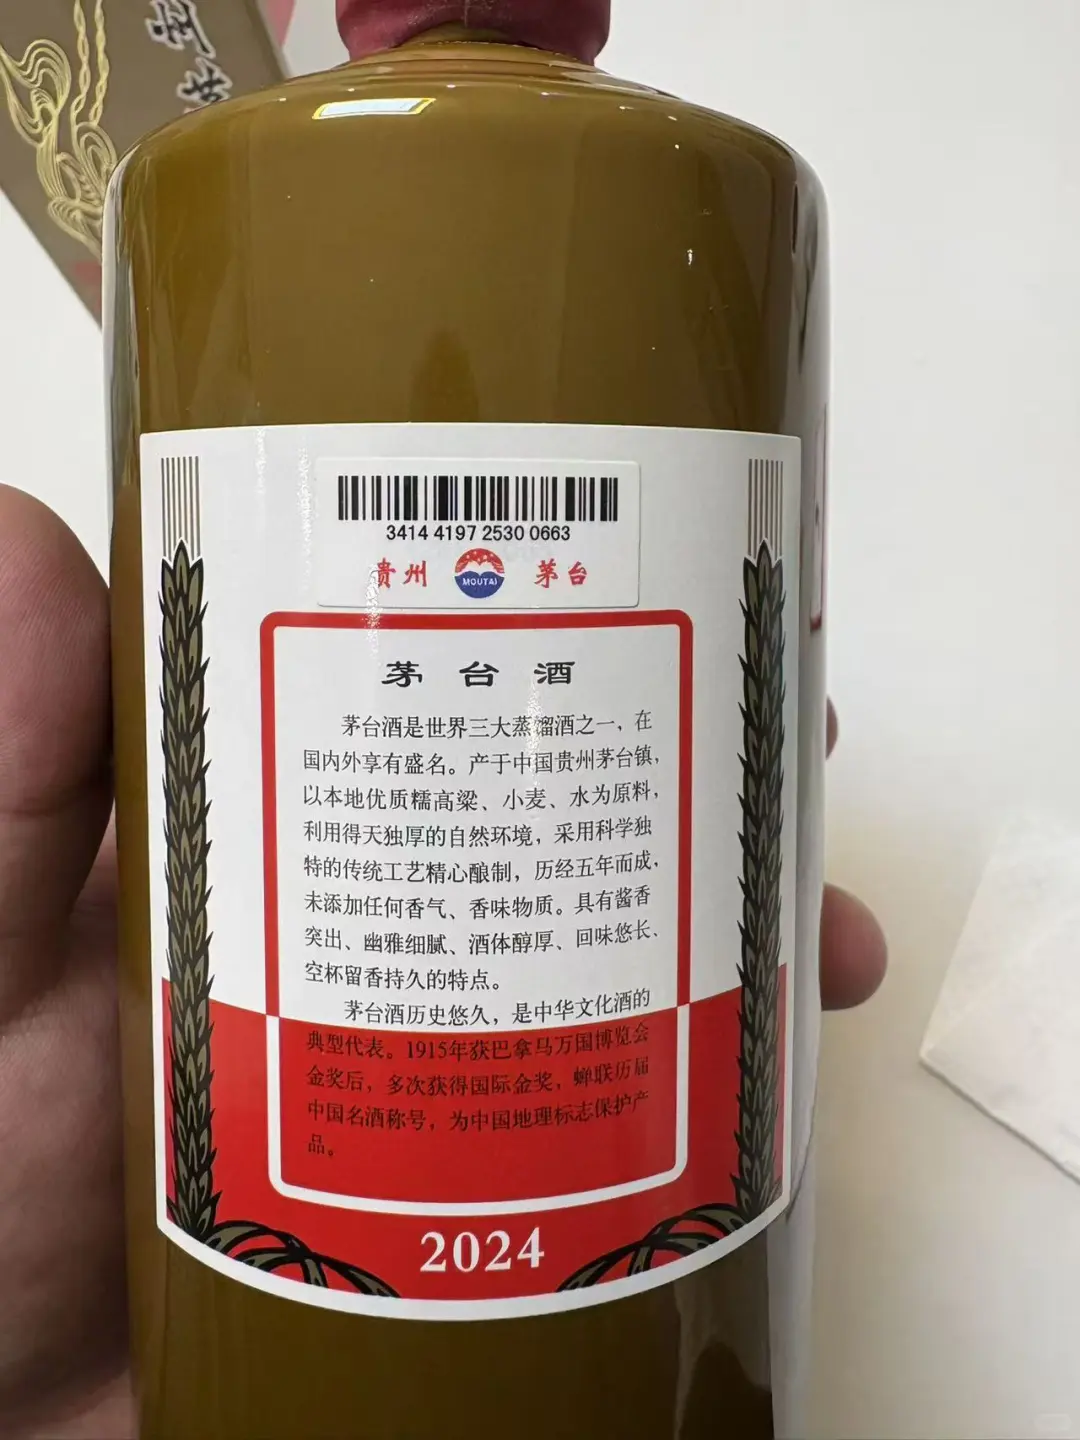 州
3414 4197 2530 0663
贵州 MOUTAI 茅台
茅台酒
茅台酒是世界三大蒸馏酒之一，在
国内外享有盛名。产于中国贵州茅台镇，
以本地优质糯高粱、小麦、水为原料，
利用得天独厚的自然环境，采用科学独
特的传统工艺精心酿制，历经五年而成，
未添加任何香气、香味物质。具有酱香
突出、幽雅细腻、酒体醇厚、回味悠长、
空杯留香持久的特点。
茅台酒历史悠久，是中华文化酒的
典型代表。1915年获巴拿马万国博览会
金奖后，多次获得国际金奖，蝉联历届
中国名酒称号，为中国地理标志保护产
品。
2024